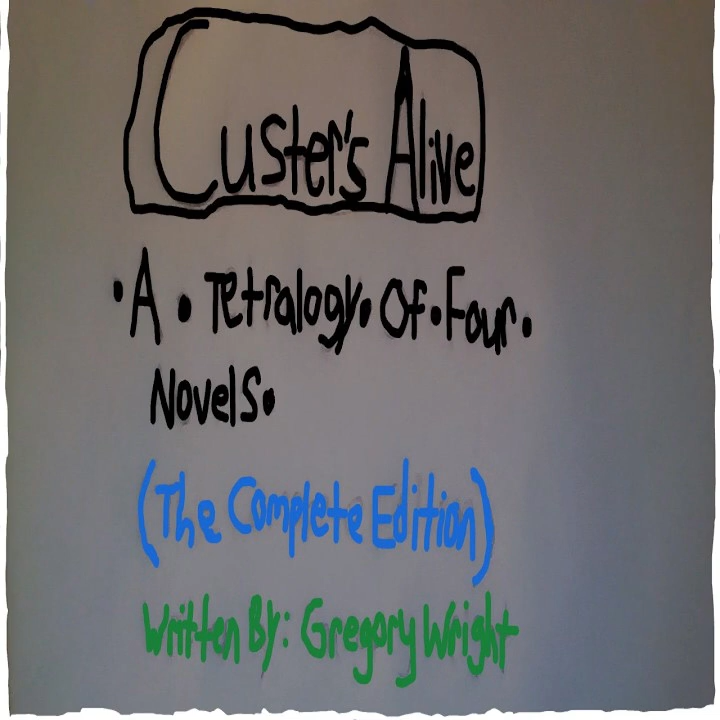 Custer's Alive
•A • Tetralogy • Of • Four •
Novels •
(The Complete Edition)
Written By: Gregory Wright